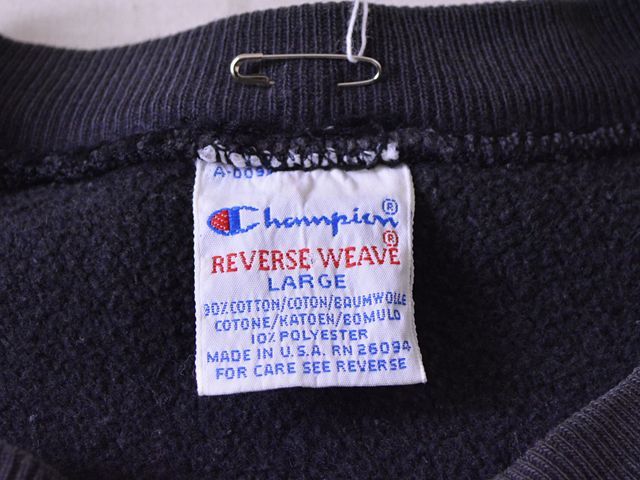 Champion®
REVERSE WEAVE®
LARGE
90% COTTON/COTON/BAUMWOLLE
COTONE/KATOEN/BOMULD
10% POLYESTER
MADE IN U.S.A. RN 26094
FOR CARE SEE REVERSE